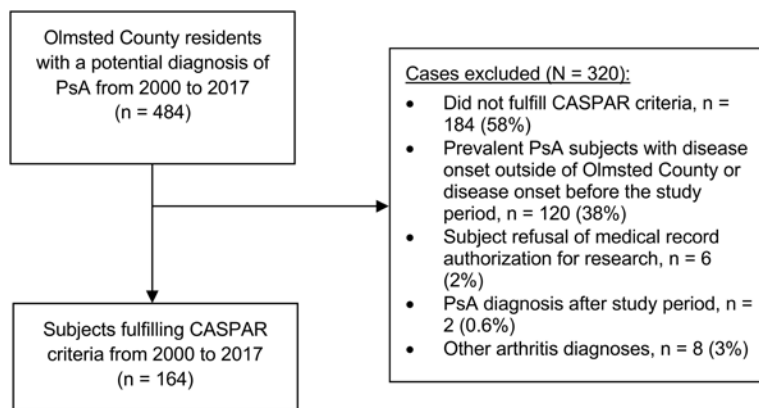 Olmsted County residents
with a potential diagnosis of
PsA from 2000 to 2017
(n = 484)
Cases excluded (N = 320):
• Did not fulfill CASPAR criteria, n =
184 (58%)
• Prevalent PsA subjects with disease
onset outside of Olmsted County or
disease onset before the study
period, n = 120 (38%)
• Subject refusal of medical record
authorization for research, n = 6
(2%)
• PsA diagnosis after study period, n =
2 (0.6%)
• Other arthritis diagnoses, n = 8 (3%)
Subjects fulfilling CASPAR
criteria from 2000 to 2017
(n = 164)